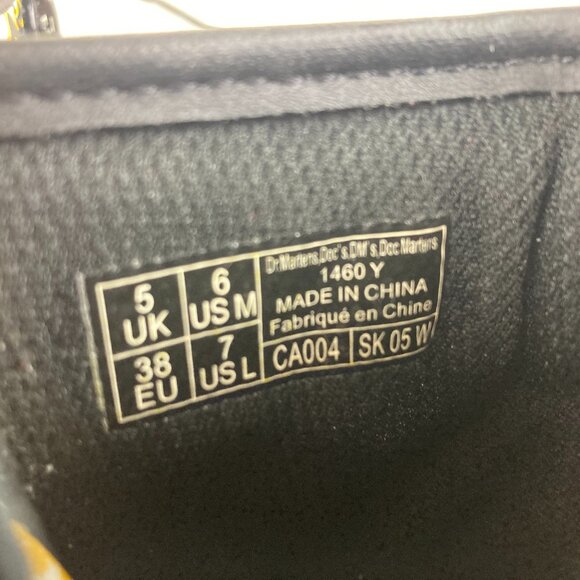 5
UK
6
US M
38
EU
7
US L
Dr.Martens,Doc's,DM's,Doc Martens
1460 Y
MADE IN CHINA
Fabriqué en Chine
CA004
SK 05 W